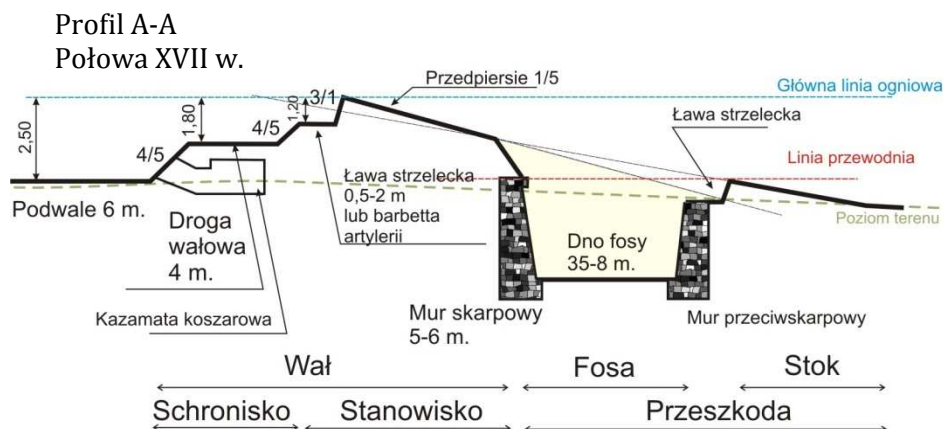 Profil A-A
Połowa XVII w.
Przedpiersie 1/5
Główna linia ogniowa
2,50
1,80
1,20
3/1
4/5
4/5
Ława strzelecka
Linia przewodnia
Podwale 6 m.
Droga
wałowa
4 m.
Ława strzelecka
0,5-2 m
lub barbetta
artylerii
Dno fosy
35-8 m.
Poziom terenu
Kazamata koszarowa
Mur skarpowy
5-6 m.
Mur przeciwskarpowy
Wał
Fosa
Stok
Schronisko
Stanowisko
Przeszkoda